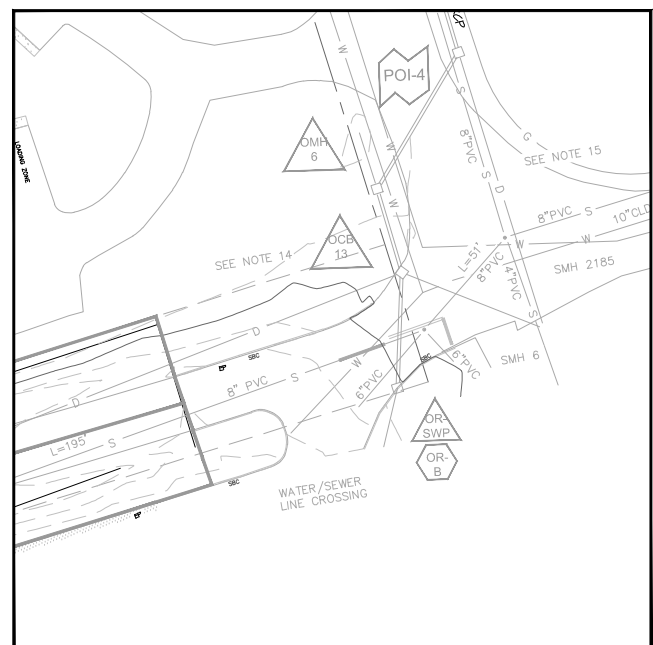 CP
W
POI-4
S
8"PVC
OMH
6
W
G
SEE NOTE 15
LOADING ZONE
S
D
W
8"PVC S
10"CLD
OCB
13
SEE NOTE 14
L=51'
W
W
8"PVC
4"PVC
S
SMH 2185
D
SBC
EP
8" PVC S
W
SBC
6"PVC
6"PVC
SMH 6
D
L=195'
S
OR-
SWP
OR-
B
SBC
WATER/SEWER
LINE CROSSING
EP